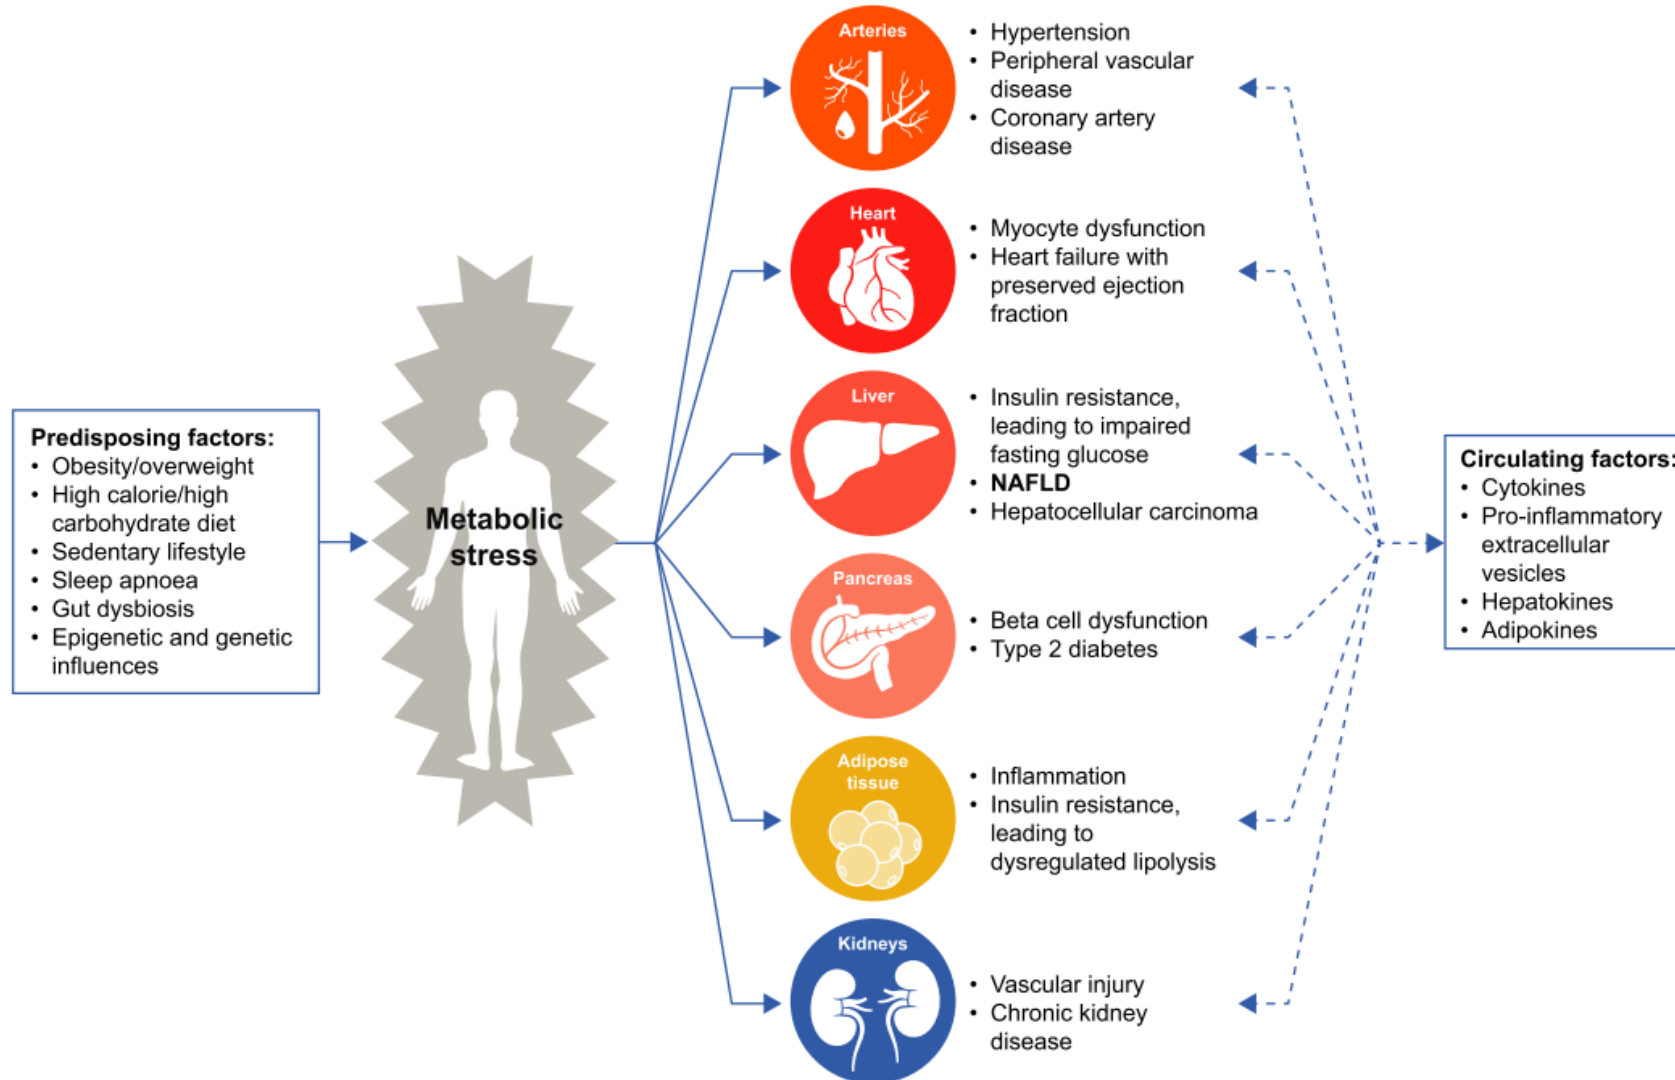 Predisposing factors:
• Obesity/overweight
• High calorie/high
carbohydrate diet
• Sedentary lifestyle
• Sleep apnoea
• Gut dysbiosis
• Epigenetic and genetic
influences
Metabolic
stress
Arteries
• Hypertension
• Peripheral vascular
disease
• Coronary artery
disease
Heart
• Myocyte dysfunction
• Heart failure with
preserved ejection
fraction
Liver
• Insulin resistance,
leading to impaired
fasting glucose
• NAFLD
• Hepatocellular carcinoma
Pancreas
• Beta cell dysfunction
• Type 2 diabetes
Adipose
tissue
• Inflammation
• Insulin resistance,
leading to
dysregulated lipolysis
Kidneys
• Vascular injury
• Chronic kidney
disease
Circulating factors:
• Cytokines
• Pro-inflammatory
extracellular
vesicles
• Hepatokines
• Adipokines